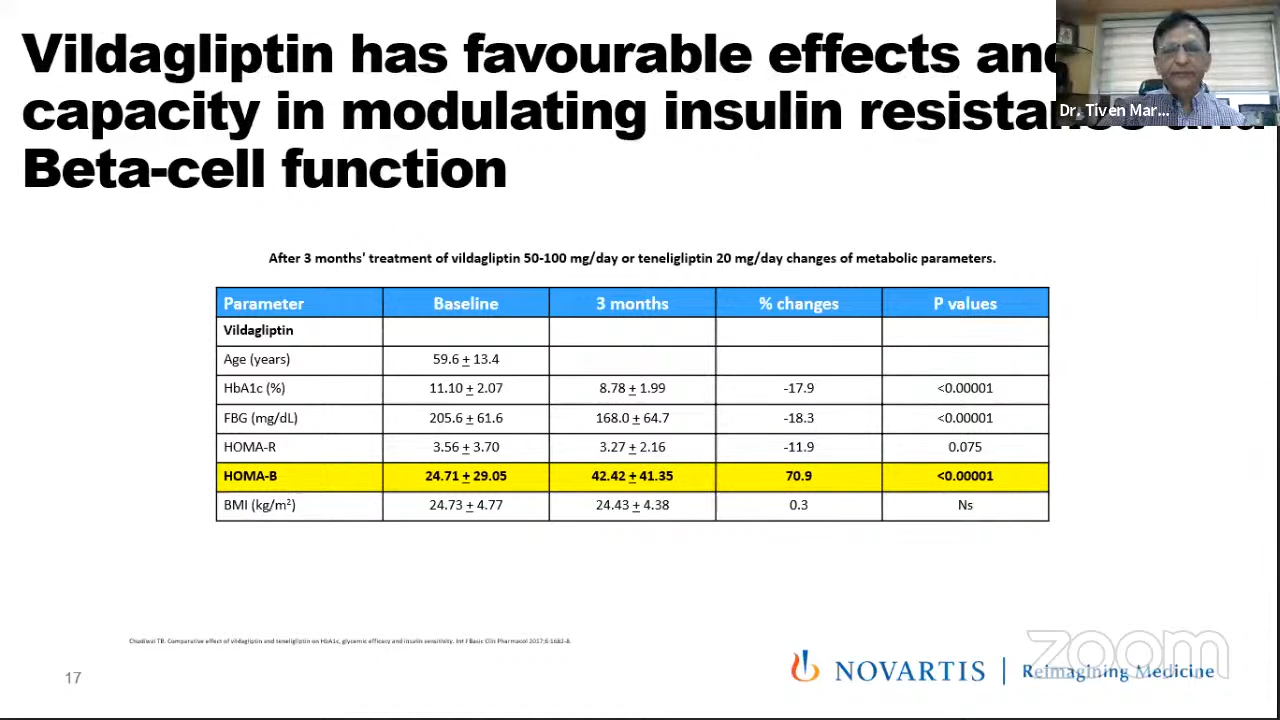 Vildagliptin has favourable effects and
capacity in modulating insulin resistance and
Beta-cell function
Dr. Tiven Mar...
After 3 months' treatment of vildagliptin 50-100 mg/day or teneligliptin 20 mg/day changes of metabolic parameters.
Parameter Baseline 3 months % changes P values
Vildagliptin
Age (years) 59.6 ± 13.4
HbA1c (%) 11.10 ± 2.07 8.78 ± 1.99 -17.9 <0.00001
FBG (mg/dL) 205.6 ± 61.6 168.0 ± 64.7 -18.3 <0.00001
HOMA-R 3.56 ± 3.70 3.27 ± 2.16 -11.9 0.075
HOMA-B 24.71 ± 29.05 42.42 ± 41.35 70.9 <0.00001
BMI (kg/m²) 24.73 ± 4.77 24.43 ± 4.38 0.3 Ns
TB. Comparative effect of vildagliptin and teneligliptin on HbA1c, glycemic efficacy and insulin sensitivity. Int J Basic Clin Pharmacol 2017;6:1682-8.
17
NOVARTIS | Reimagining Medicine
zoom